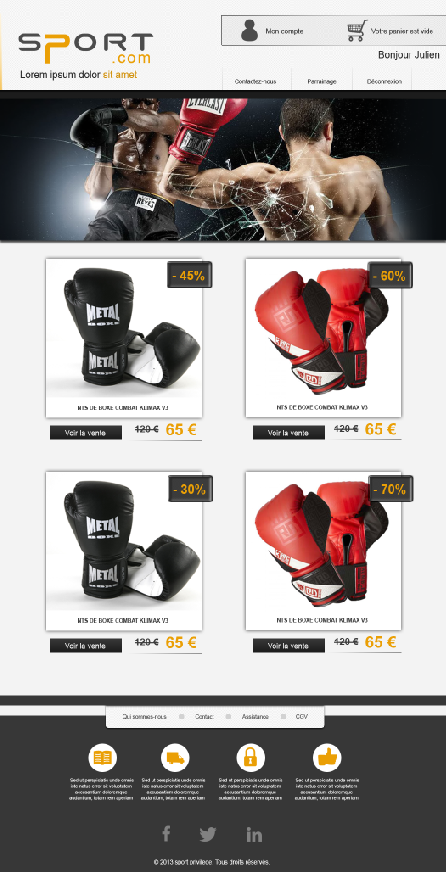 SPORT
.com
Lorem ipsum dolor sit amet
Mon compte
Votre panier est vide
Bonjour Julien
Contactez-nous
Parrainage
Déconnexion
EVERLAST
- 45%
METAL
BOXE
METAL
BOXE
NTS DE BOXE COMBAT KLIMAX V3
Voir la vente
120 € 65 €
- 60%
NTS DE BOXE COMBAT KLIMAX V3
Voir la vente
120 € 65 €
- 30%
METAL
BOXE
METAL
BOXE
NTS DE BOXE COMBAT KLIMAX V3
Voir la vente
120 € 65 €
- 70%
NTS DE BOXE COMBAT KLIMAX V3
Voir la vente
120 € 65 €
Qui sommes-nous
Contact
Assistance
CGV
Sed ut perspiciatis unde omnis
iste natus error sit voluptatem
accusantium doloremque
laudantium, totam rem aperiam
Sed ut perspiciatis unde omnis
iste natus error sit voluptatem
accusantium doloremque
laudantium, totam rem aperiam
Sed ut perspiciatis unde omnis
iste natus error sit voluptatem
accusantium doloremque
laudantium, totam rem aperiam
Sed ut perspiciatis unde omnis
iste natus error sit voluptatem
accusantium doloremque
laudantium, totam rem aperiam
© 2013 sport privilege. Tous droits réservés.